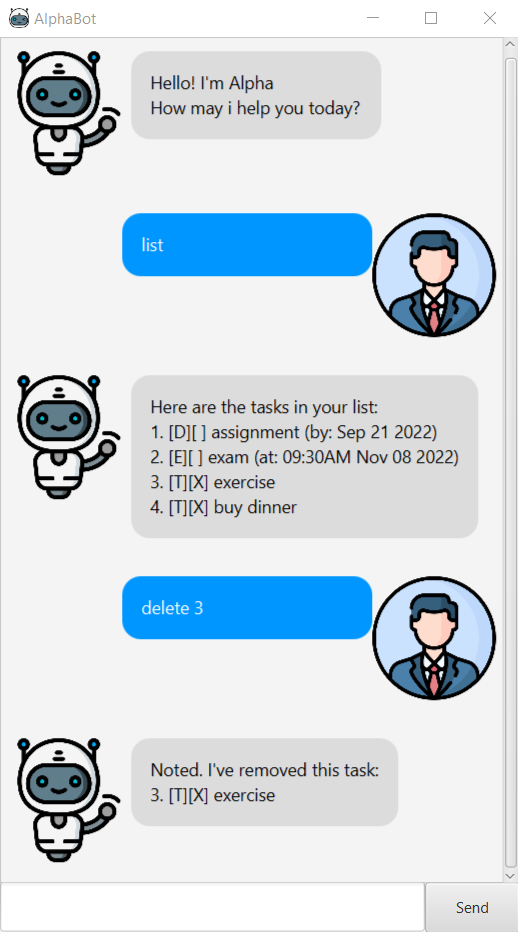 AlphaBot
Hello! I'm Alpha
How may i help you today?
list
Here are the tasks in your list:
1. [D][ ] assignment (by: Sep 21 2022)
2. [E][ ] exam (at: 09:30AM Nov 08 2022)
3. [T][X] exercise
4. [T][X] buy dinner
delete 3
Noted. I've removed this task:
3. [T][X] exercise
Send